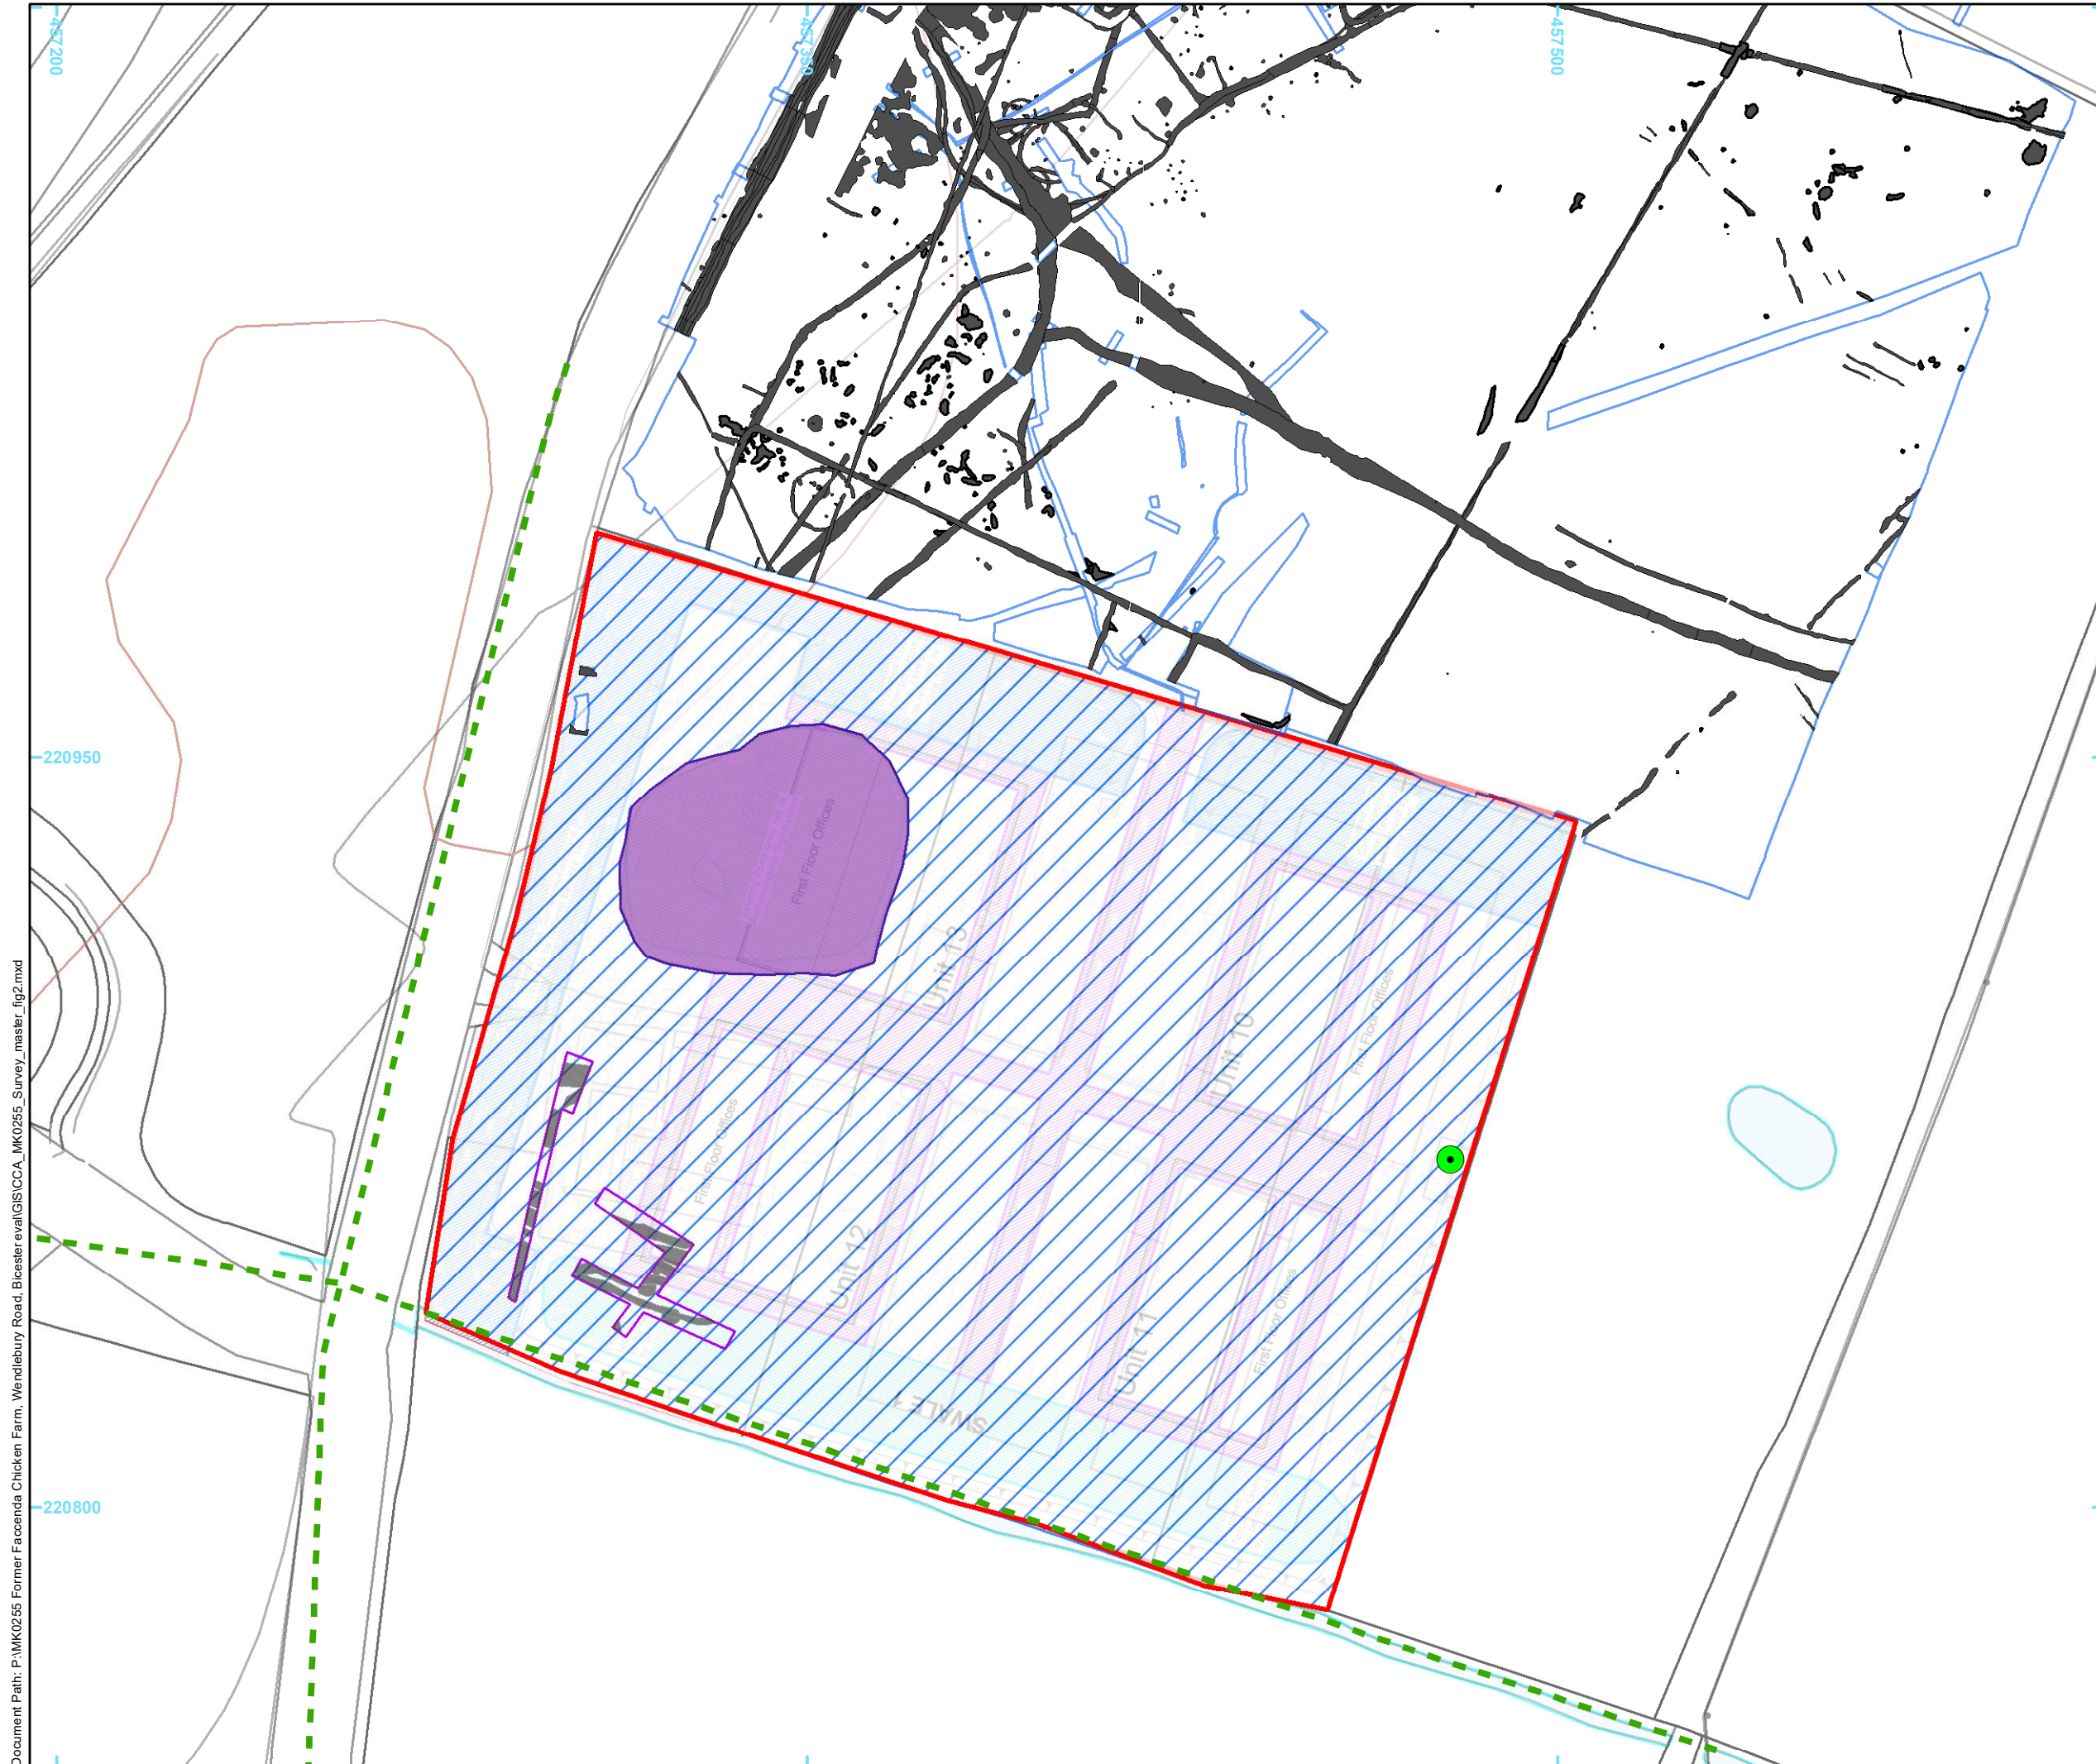 457200
457350
457500
220950
First Floor Offices
Unit 13
Unit 10
First Floor Offices
First Floor Offices
Unit 12
Unit 11
First Floor Offices
SWALE 1
220800
Document Path: P:\MK0255 Former Faccenda Chicken Farm, Wendlebury Road, Bicester eval\GIS\CCA_MK0255_Survey_master_fig2.mxd